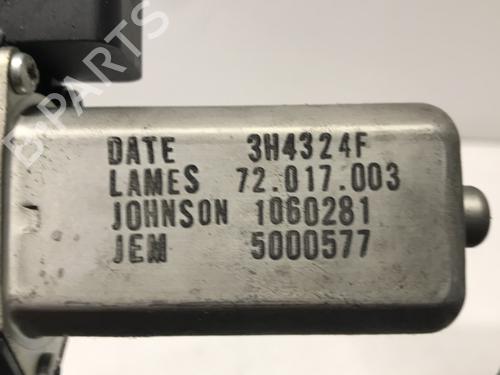 DATE 3H4324F
LAMES 72.017.003
JOHNSON 1060281
JEM 5000577
B-PARTS